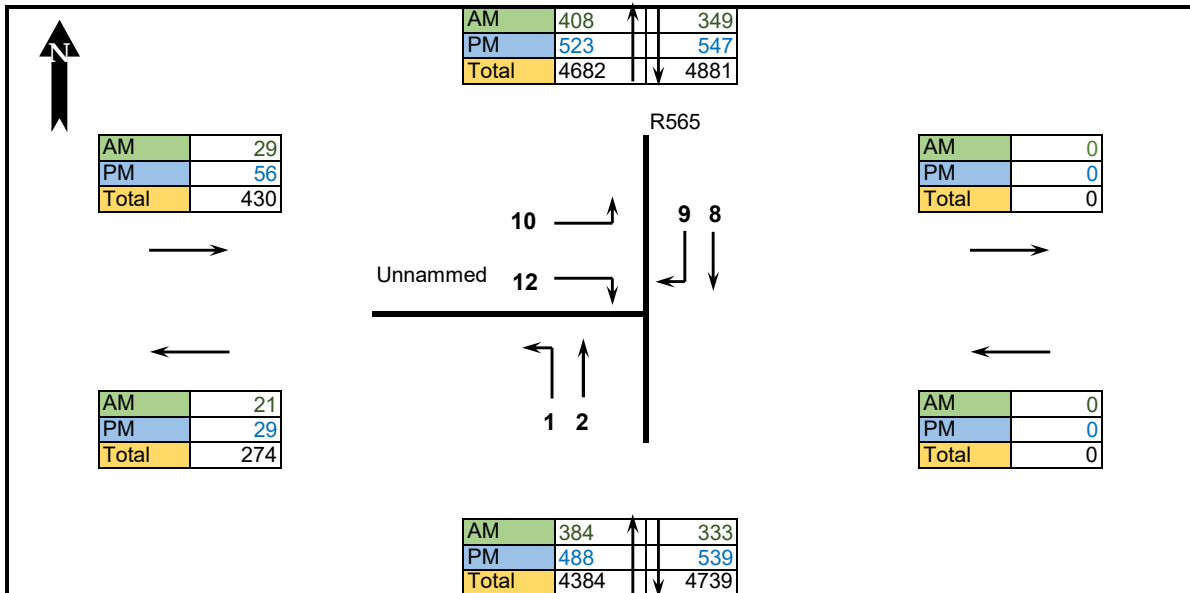 AM 408 349
PM 523 547
Total 4682 4881
N
R565
AM 29
PM 56
Total 430
AM 0
PM 0
Total 0
10
9 8
Unnammed
12
1 2
AM 21
PM 29
Total 274
AM 0
PM 0
Total 0
AM 384 333
PM 488 539
Total 4384 4739